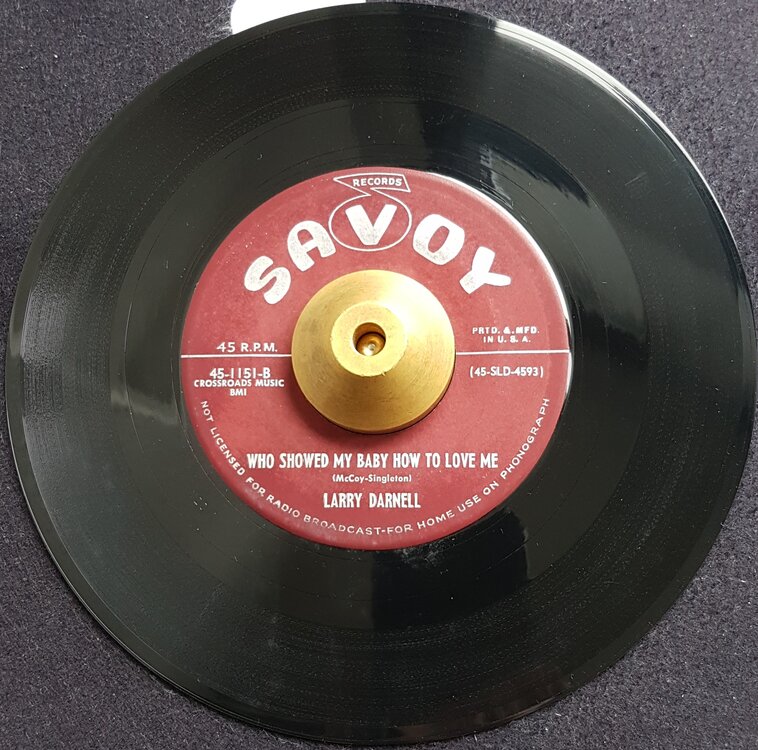 RECORDS
SAVOY
45 R.P.M.
PRTD. & MFD.
IN U. S. A.
45-1151-B
CROSSROADS MUSIC
BMI
(45-SLD-4593)
WHO SHOWED MY BABY HOW TO LOVE ME
(McCoy-Singleton)
LARRY DARNELL
NOT LICENSED FOR RADIO BROADCAST-FOR HOME USE ON PHONOGRAPH